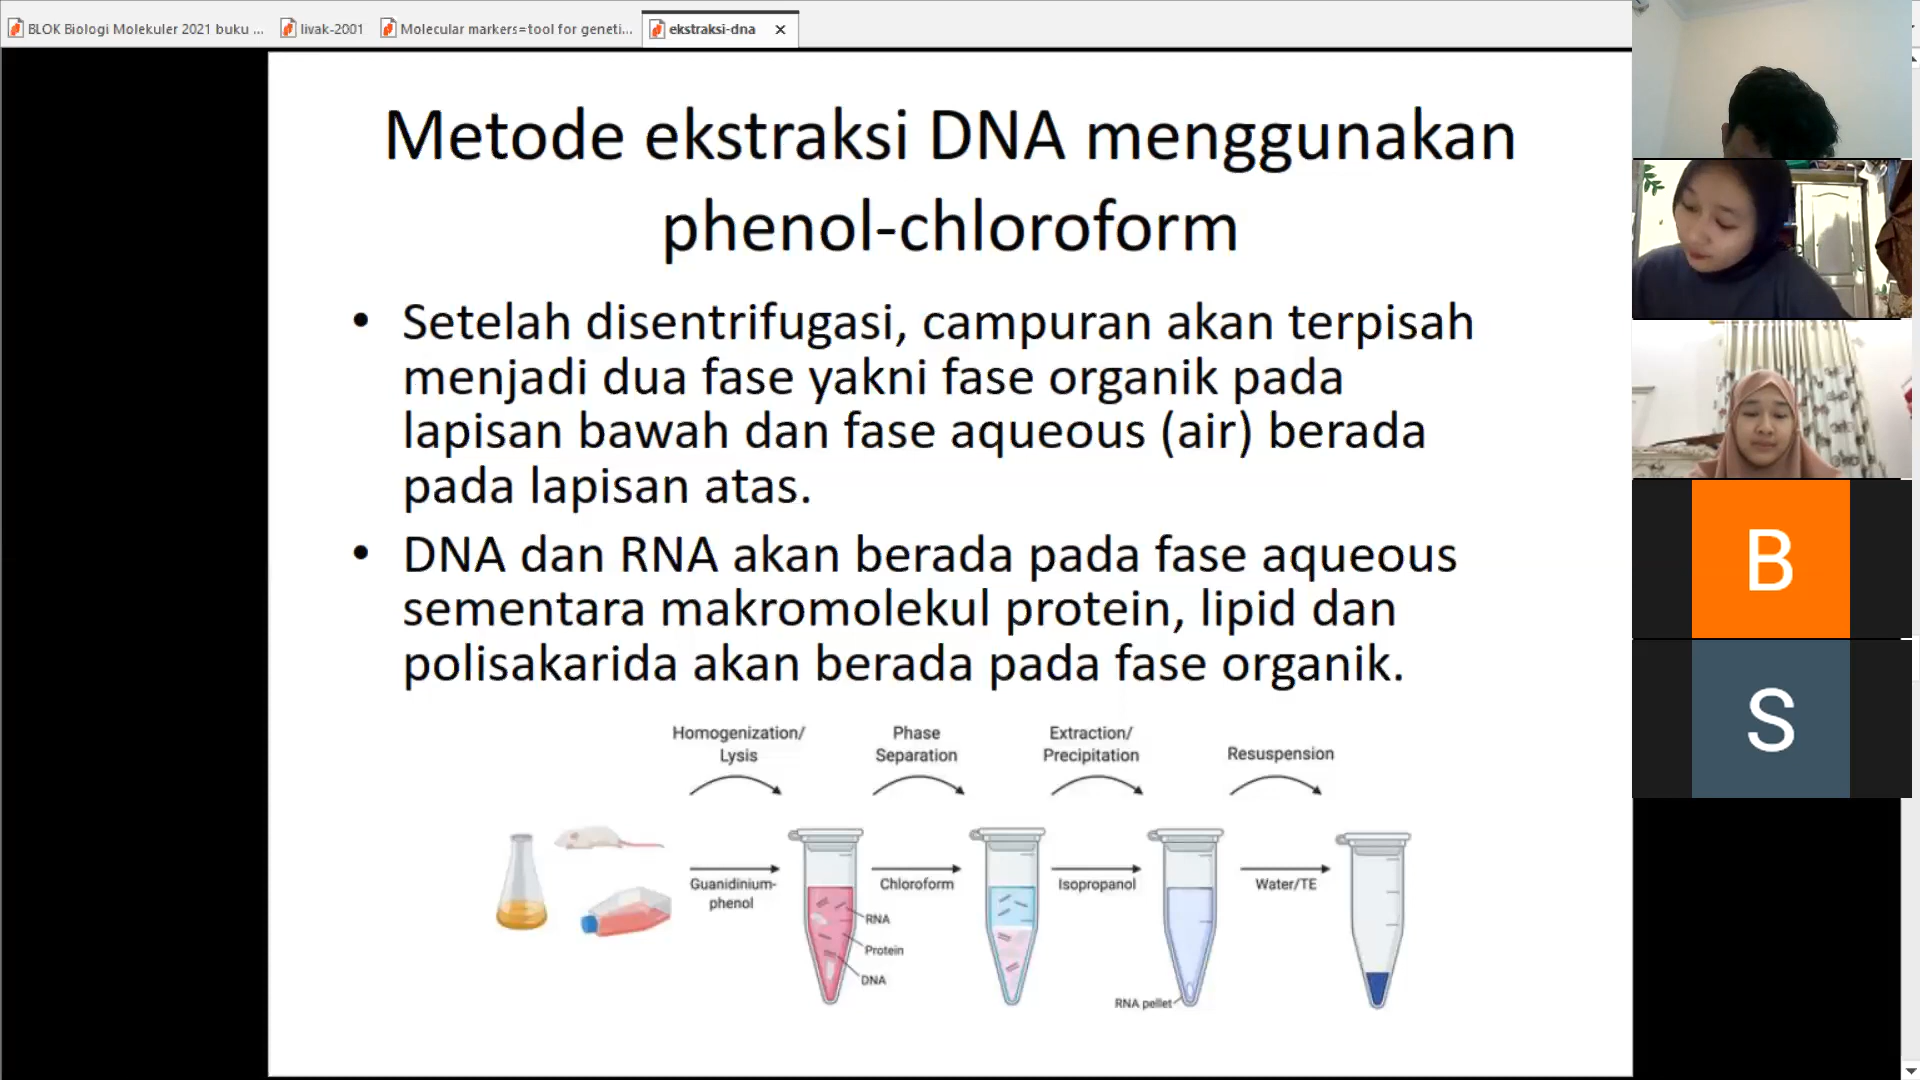 BLOK Biologi Molekuler 2021 buku ...
livak-2001
Molecular markers=tool for geneti...
ekstraksi-dna
Metode ekstraksi DNA menggunakan
phenol-chloroform
• Setelah disentrifugasi, campuran akan terpisah
menjadi dua fase yakni fase organik pada
lapisan bawah dan fase aqueous (air) berada
pada lapisan atas.
• DNA dan RNA akan berada pada fase aqueous
sementara makromolekul protein, lipid dan
polisakarida akan berada pada fase organik.
Homogenization/
Lysis
Phase
Separation
Extraction/
Precipitation
Resuspension
Guanidinium-
phenol
Chloroform
Isopropanol
Water/TE
RNA
Protein
DNA
RNA pellet
B
S